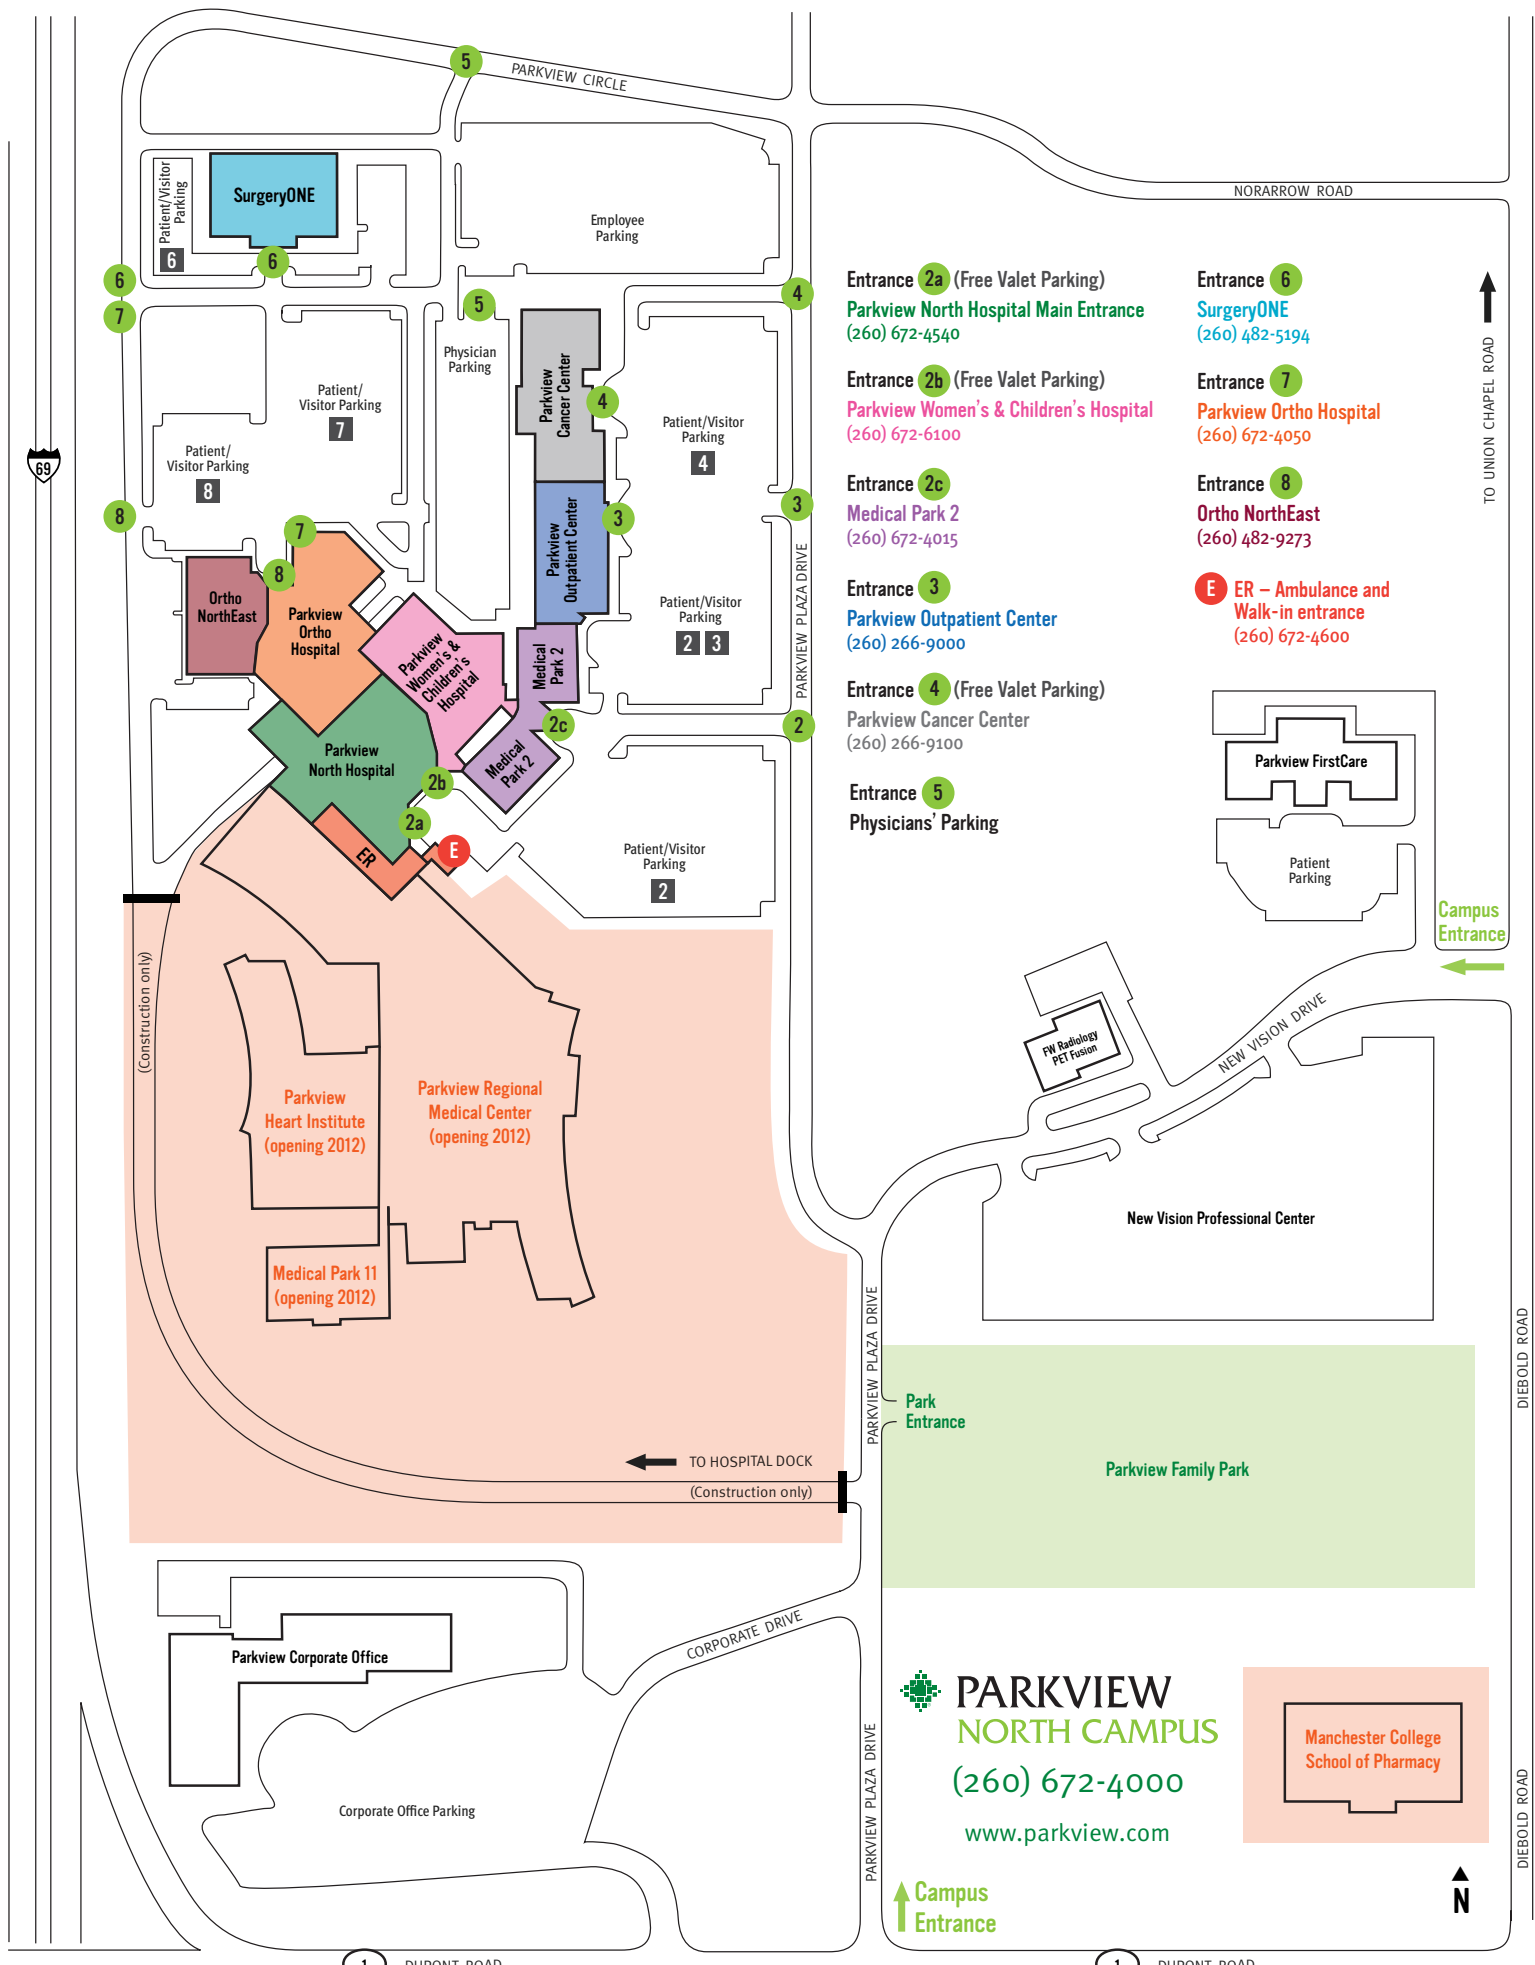 5
PARKVIEW CIRCLE
NORARROW ROAD
SurgeryONE
Patient/Visitor
Parking
6
6
6
7
Employee
Parking
5
4
Physician
Parking
Parkview
Cancer Center
4
Patient/
Visitor Parking
7
Patient/
Visitor Parking
8
Patient/Visitor
Parking
4
69
8
7
8
3
3
Parkview
Outpatient Center
Ortho
NorthEast
Parkview
Ortho
Hospital
Parkview
Women's &
Children's
Hospital
Medical
Park 2
Patient/Visitor
Parking
2 3
PARKVIEW PLAZA DRIVE
2
2c
Medical
Park 2
Parkview
North Hospital
2b
2a
ER
E
Patient/Visitor
Parking
2
Entrance 2a (Free Valet Parking)
Parkview North Hospital Main Entrance
(260) 672-4540
Entrance 2b (Free Valet Parking)
Parkview Women's & Children's Hospital
(260) 672-6100
Entrance 2c
Medical Park 2
(260) 672-4015
Entrance 3
Parkview Outpatient Center
(260) 266-9000
Entrance 4 (Free Valet Parking)
Parkview Cancer Center
(260) 266-9100
Entrance 5
Physicians' Parking
Entrance 6
SurgeryONE
(260) 482-5194
Entrance 7
Parkview Ortho Hospital
(260) 672-4050
Entrance 8
Ortho NorthEast
(260) 482-9273
E ER – Ambulance and
Walk-in entrance
(260) 672-4600
TO UNION CHAPEL ROAD
Parkview FirstCare
Patient
Parking
Campus
Entrance
FW Radiology
PET Fusion
NEW VISION DRIVE
New Vision Professional Center
(Construction only)
Parkview
Heart Institute
(opening 2012)
Parkview Regional
Medical Center
(opening 2012)
Medical Park 11
(opening 2012)
PARKVIEW PLAZA DRIVE
Park
Entrance
Parkview Family Park
DIEBOLD ROAD
TO HOSPITAL DOCK
(Construction only)
Parkview Corporate Office
CORPORATE DRIVE
Corporate Office Parking
PARKVIEW PLAZA DRIVE
PARKVIEW
NORTH CAMPUS
(260) 672-4000
www.parkview.com
Manchester College
School of Pharmacy
DIEBOLD ROAD
N
Campus
Entrance
1 DUPONT ROAD
1 DUPONT ROAD